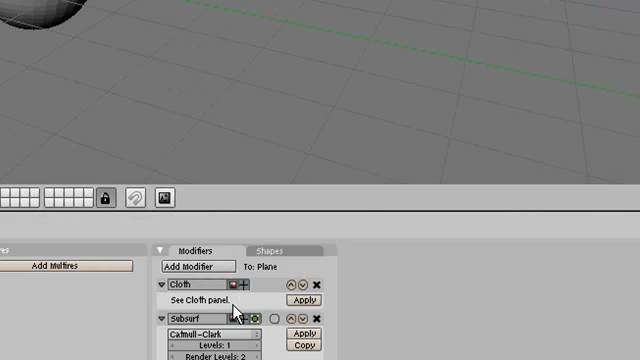 res
Modifiers
Shapes
Add Multires
Add Modifier
To: Plane
Cloth
See Cloth panel.
Apply
Subsurf
Catmull-Clark
Apply
Levels: 1
Copy
Render Levels: 2